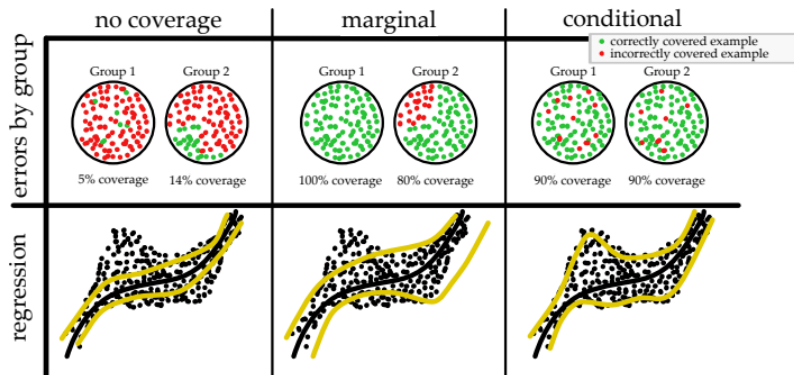 no coverage
marginal
conditional
correctly covered example
incorrectly covered example
errors by group
Group 1
Group 2
Group 1
Group 2
Group 1
Group 2
5% coverage
14% coverage
100% coverage
80% coverage
90% coverage
90% coverage
regression